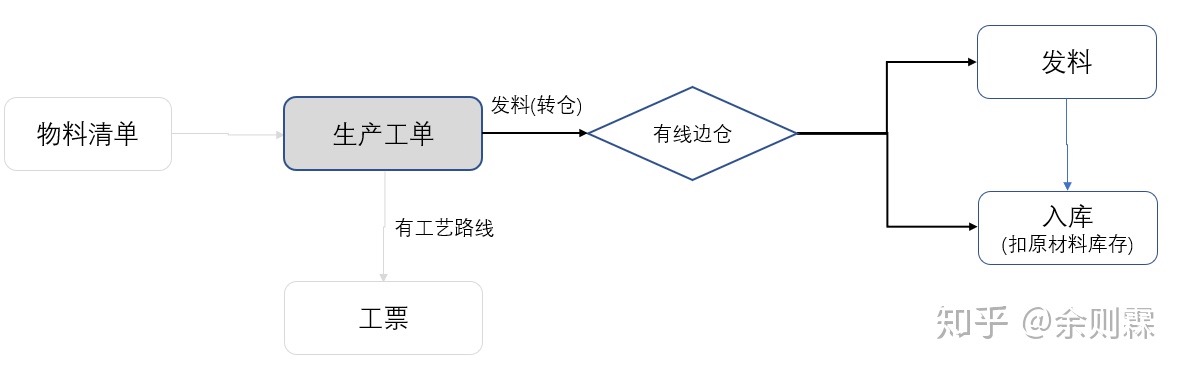 物料清单
生产工单
发料(转仓)
有线边仓
发料
入库
(扣原材料库存)
有工艺路线
工票
知乎 @余则霖